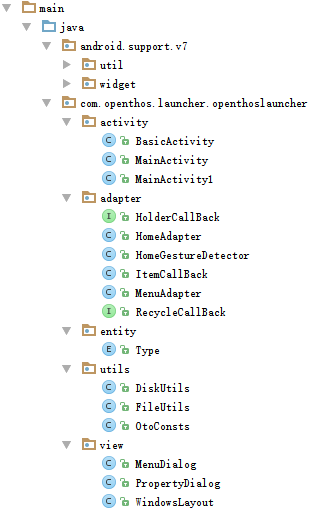 main
java
android.support.v7
util
widget
com.openthos.launcher.openthoslauncher
activity
C BasicActivity
C MainActivity
C MainActivity1
adapter
I HolderCallBack
C HomeAdapter
C HomeGestureDetector
C ItemCallBack
C MenuAdapter
I RecycleCallBack
entity
E Type
utils
C DiskUtils
C FileUtils
C OtoConsts
view
C MenuDialog
C PropertyDialog
C WindowsLayout